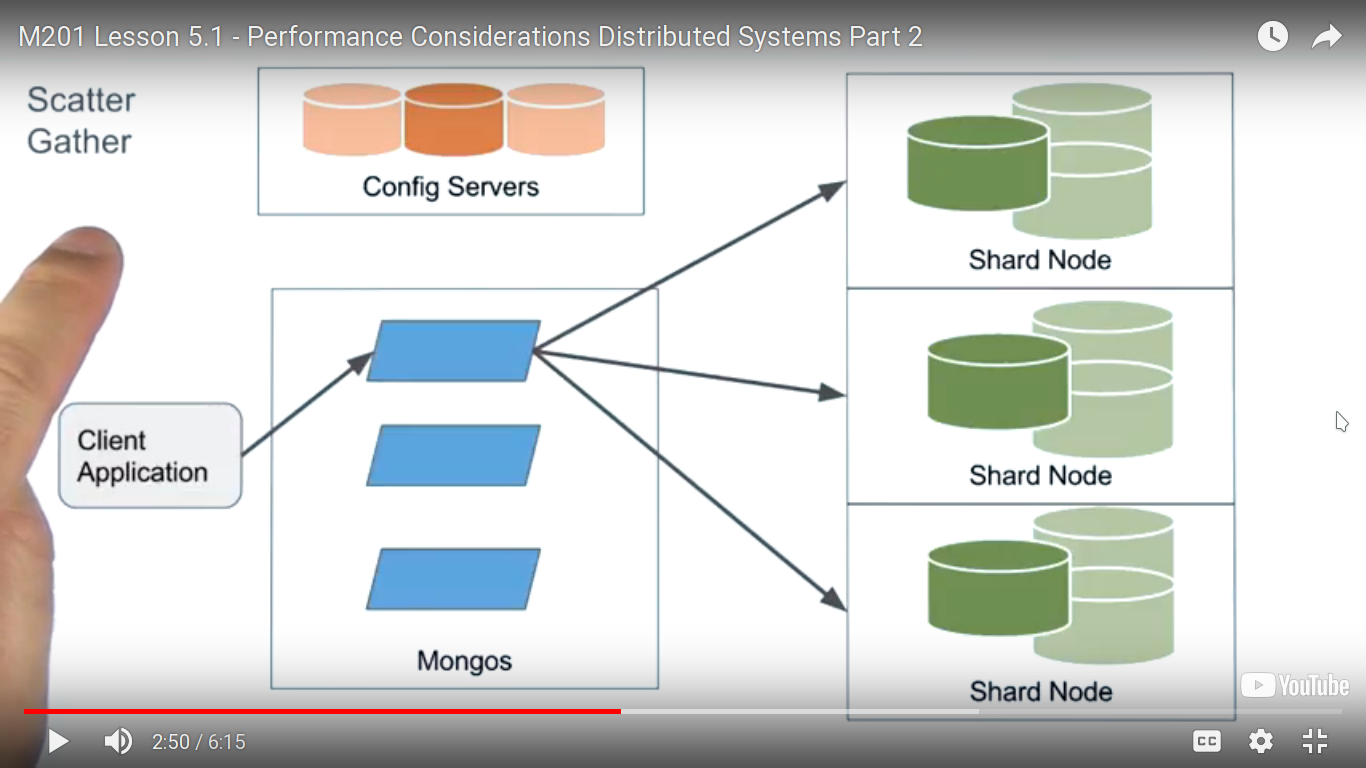 M201 Lesson 5.1 - Performance Considerations Distributed Systems Part 2
Scatter
Gather
Config Servers
Shard Node
Client
Application
Shard Node
Mongos
Shard Node
YouTube
2:50 / 6:15
CC